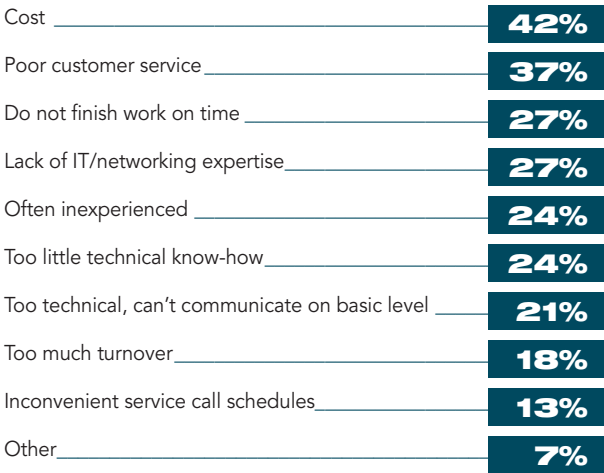 Cost 42%
Poor customer service 37%
Do not finish work on time 27%
Lack of IT/networking expertise 27%
Often inexperienced 24%
Too little technical know-how 24%
Too technical, can't communicate on basic level 21%
Too much turnover 18%
Inconvenient service call schedules 13%
Other 7%